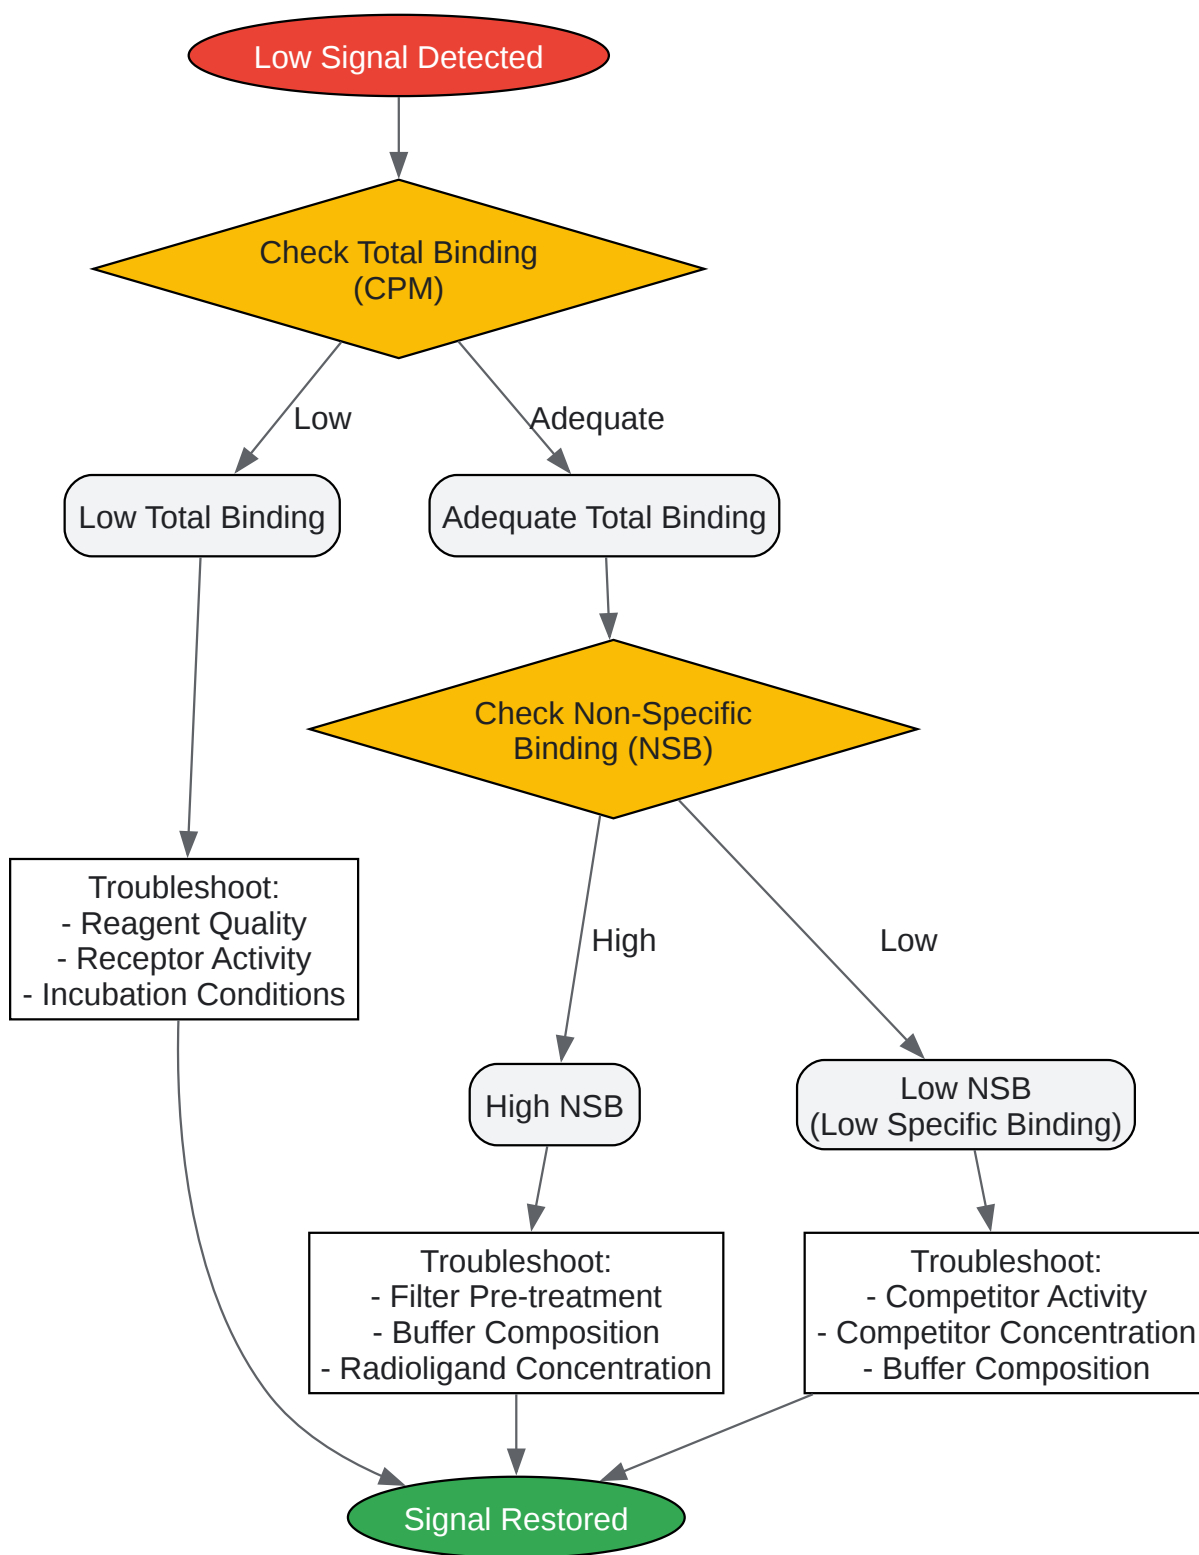 Low Signal Detected
Check Total Binding
(CPM)
Low
Adequate
Low Total Binding
Adequate Total Binding
Check Non-Specific
Binding (NSB)
Troubleshoot:
- Reagent Quality
- Receptor Activity
- Incubation Conditions
High
Low
High NSB
Low NSB
(Low Specific Binding)
Troubleshoot:
- Filter Pre-treatment
- Buffer Composition
- Radioligand Concentration
Troubleshoot:
- Competitor Activity
- Competitor Concentration
- Buffer Composition
Signal Restored